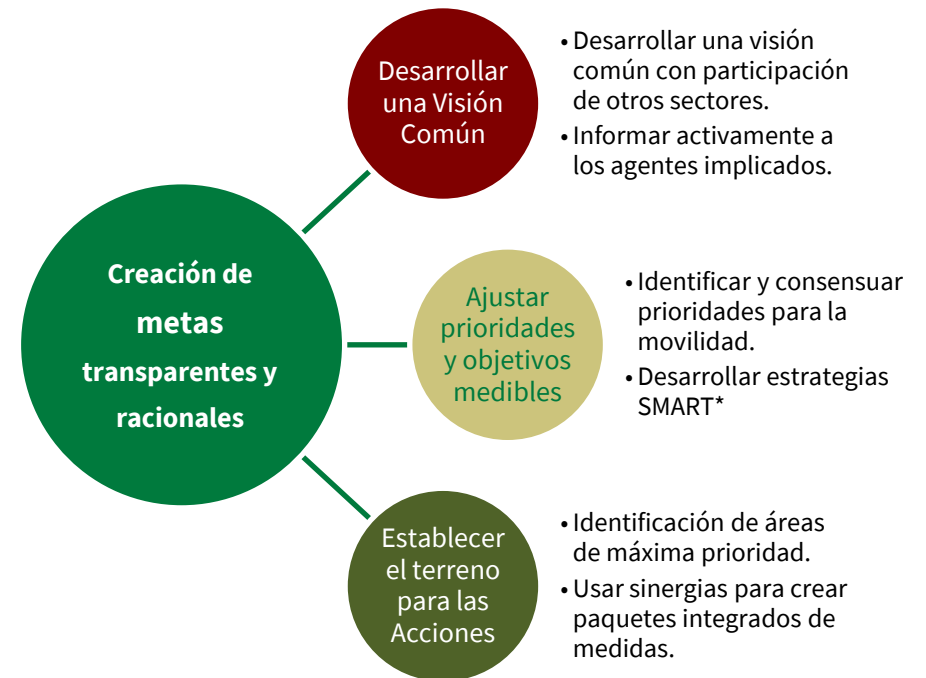 Desarrollar
una Visión
Común
• Desarrollar una visión
común con participación
de otros sectores.
• Informar activamente a
los agentes implicados.
Creación de
metas
transparentes y
racionales
Ajustar
prioridades
y objetivos
medibles
• Identificar y consensuar
prioridades para la
movilidad.
• Desarrollar estrategias
SMART*
Establecer
el terreno
para las
Acciones
• Identificación de áreas
de máxima prioridad.
• Usar sinergias para crear
paquetes integrados de
medidas.